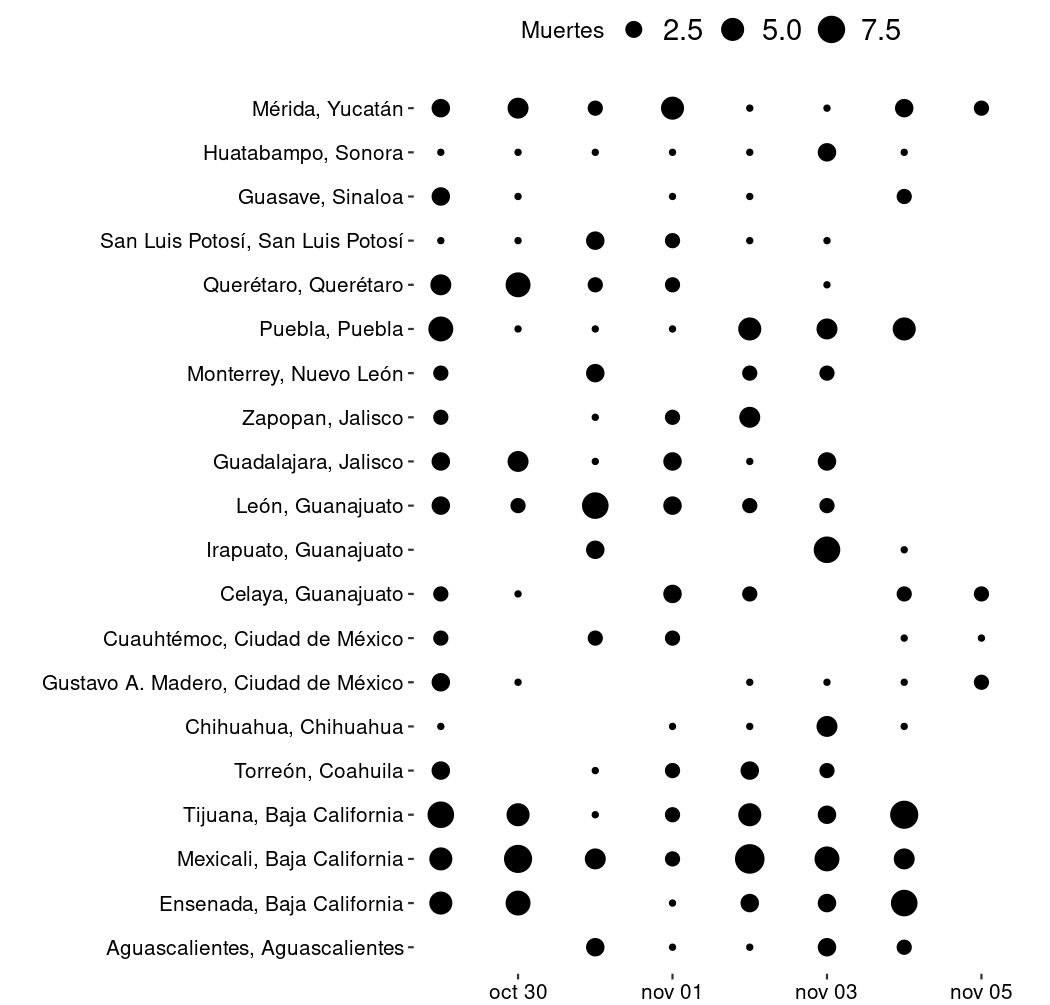 Muertes 2.5 5.0 7.5
Mérida, Yucatán
Huatabampo, Sonora
Guasave, Sinaloa
San Luis Potosí, San Luis Potosí
Querétaro, Querétaro
Puebla, Puebla
Monterrey, Nuevo León
Zapopan, Jalisco
Guadalajara, Jalisco
León, Guanajuato
Irapuato, Guanajuato
Celaya, Guanajuato
Cuauhtémoc, Ciudad de México
Gustavo A. Madero, Ciudad de México
Chihuahua, Chihuahua
Torreón, Coahuila
Tijuana, Baja California
Mexicali, Baja California
Ensenada, Baja California
Aguascalientes, Aguascalientes
oct 30 nov 01 nov 03 nov 05